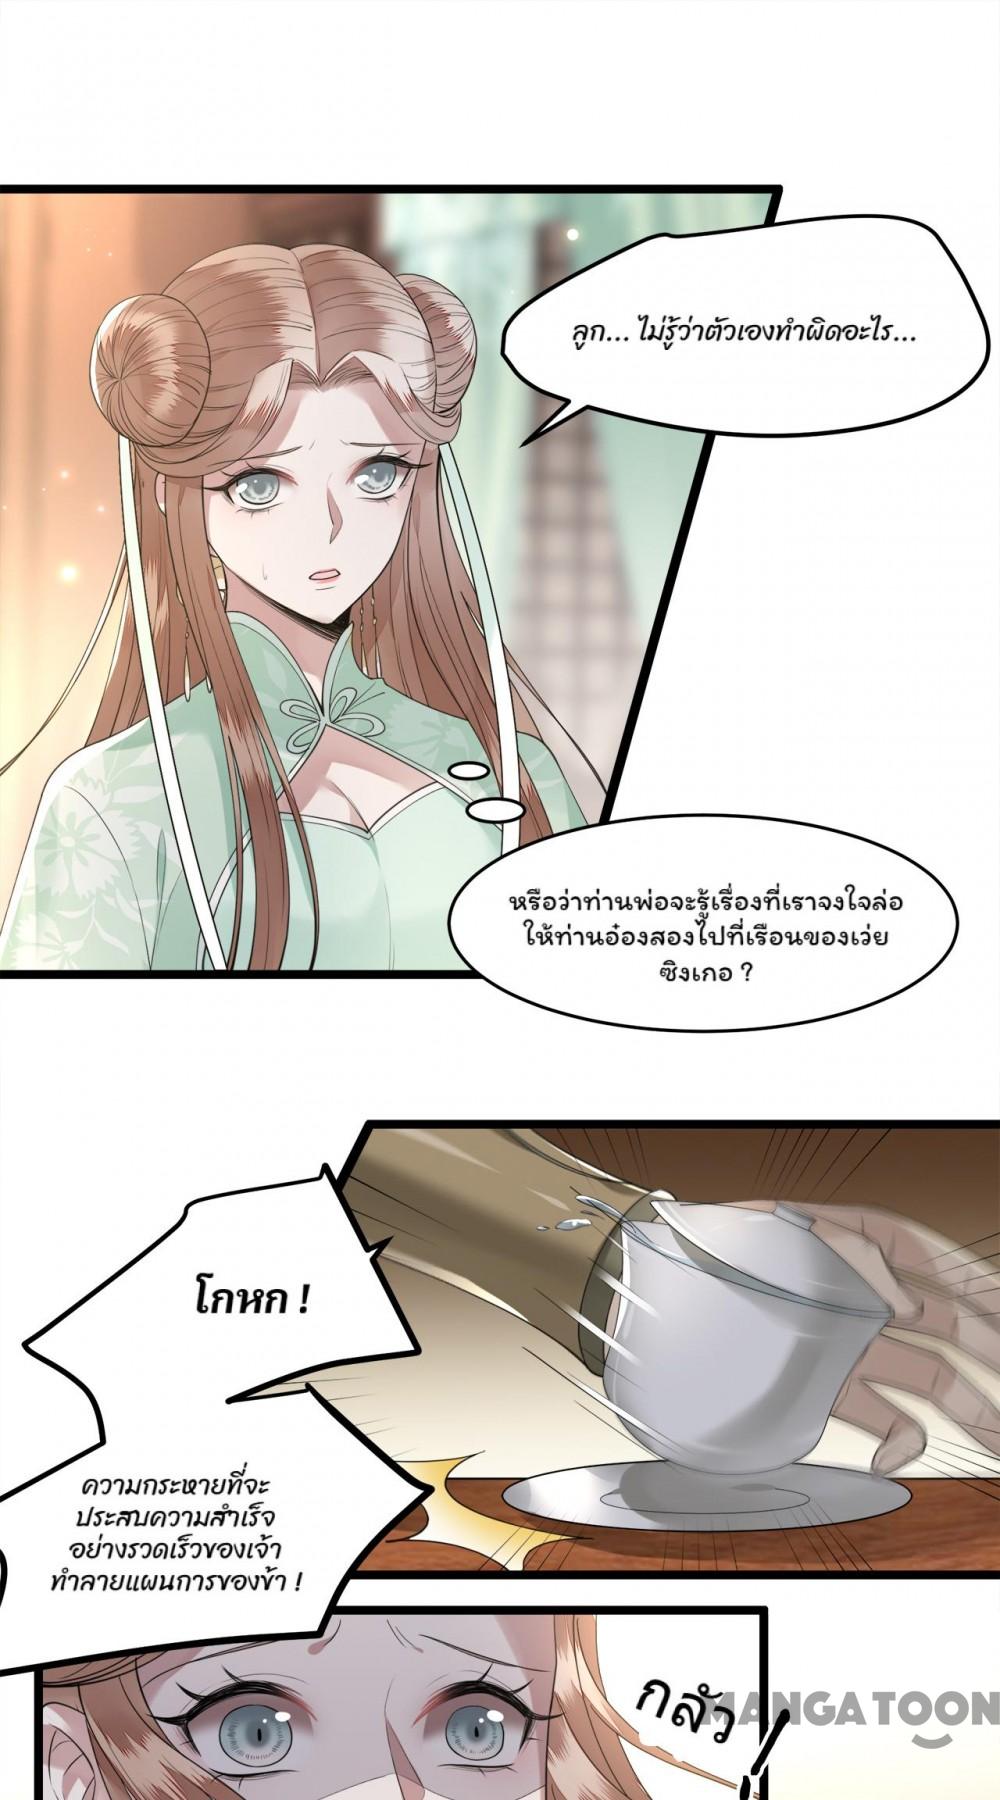 ลูก... ไม่รู้ว่าตัวเองทำผิดอะไร...
หรือว่าท่านพ่อจะรู้เรื่องที่เราจงใจล่อ
ให้ท่านอ๋องสองไปที่เรือนของเว่ย
ซิงเกอ ?
โกหก !
ความกระหายที่จะ
ประสบความสำเร็จ
อย่างรวดเร็วของเจ้า
ทำลายแผนการของข้า !
กลัว
MANGATOON